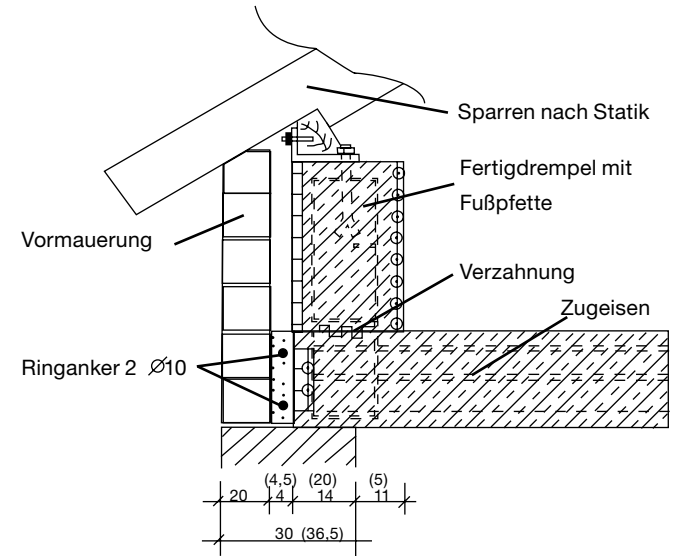 Sparren nach Statik
Fertigdrempel mit
Fußpfette
Vormauerung
Verzahnung
Zugeisen
Ringanker 2 ∅10
(4,5) (20) (5)
20 4 14 11
30 (36,5)